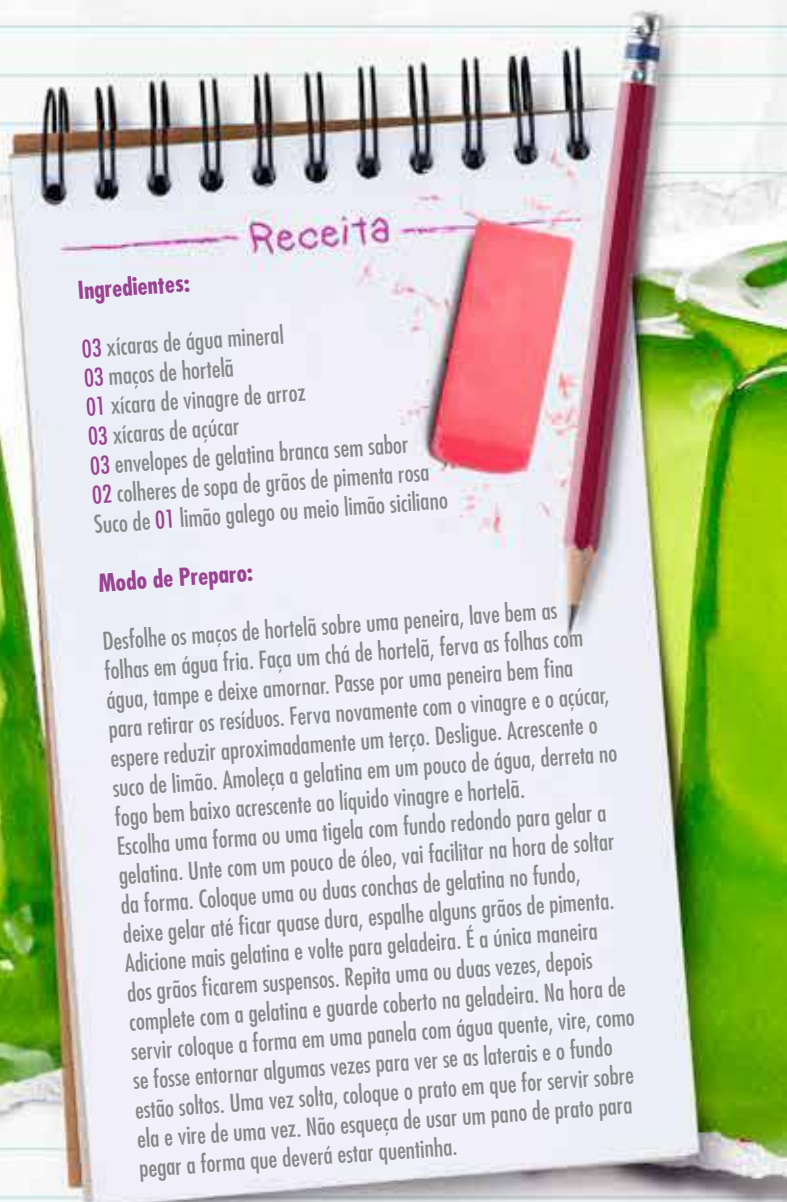 Receita
Ingredientes:
03 xícaras de água mineral
03 maços de hortelã
01 xícara de vinagre de arroz
03 xícaras de açúcar
03 envelopes de gelatina branca sem sabor
02 colheres de sopa de grãos de pimenta rosa
Suco de 01 limão galego ou meio limão siciliano
Modo de Preparo:
Desfolhe os maços de hortelã sobre uma peneira, lave bem as
folhas em água fria. Faça um chá de hortelã, ferva as folhas com
água, tampe e deixe amornar. Passe por uma peneira bem fina
para retirar os resíduos. Ferva novamente com o vinagre e o açúcar,
espere reduzir aproximadamente um terço. Desligue. Acrescente o
suco de limão. Amoleça a gelatina em um pouco de água, derreta no
fogo bem baixo acrescente ao líquido vinagre e hortelã.
Escolha uma forma ou uma tigela com fundo redondo para gelar a
gelatina. Unte com um pouco de óleo, vai facilitar na hora de soltar
da forma. Coloque uma ou duas conchas de gelatina no fundo,
deixe gelar até ficar quase dura, espalhe alguns grãos de pimenta.
Adicione mais gelatina e volte para geladeira. É a única maneira
dos grãos ficarem suspensos. Repita uma ou duas vezes, depois
complete com a gelatina e guarde coberto na geladeira. Na hora de
servir coloque a forma em uma panela com água quente, vire, como
se fosse entornar algumas vezes para ver se as laterais e o fundo
estão soltos. Uma vez solta, coloque o prato em que for servir sobre
ela e vire de uma vez. Não esqueça de usar um pano de prato para
pegar a forma que deverá estar quentinha.